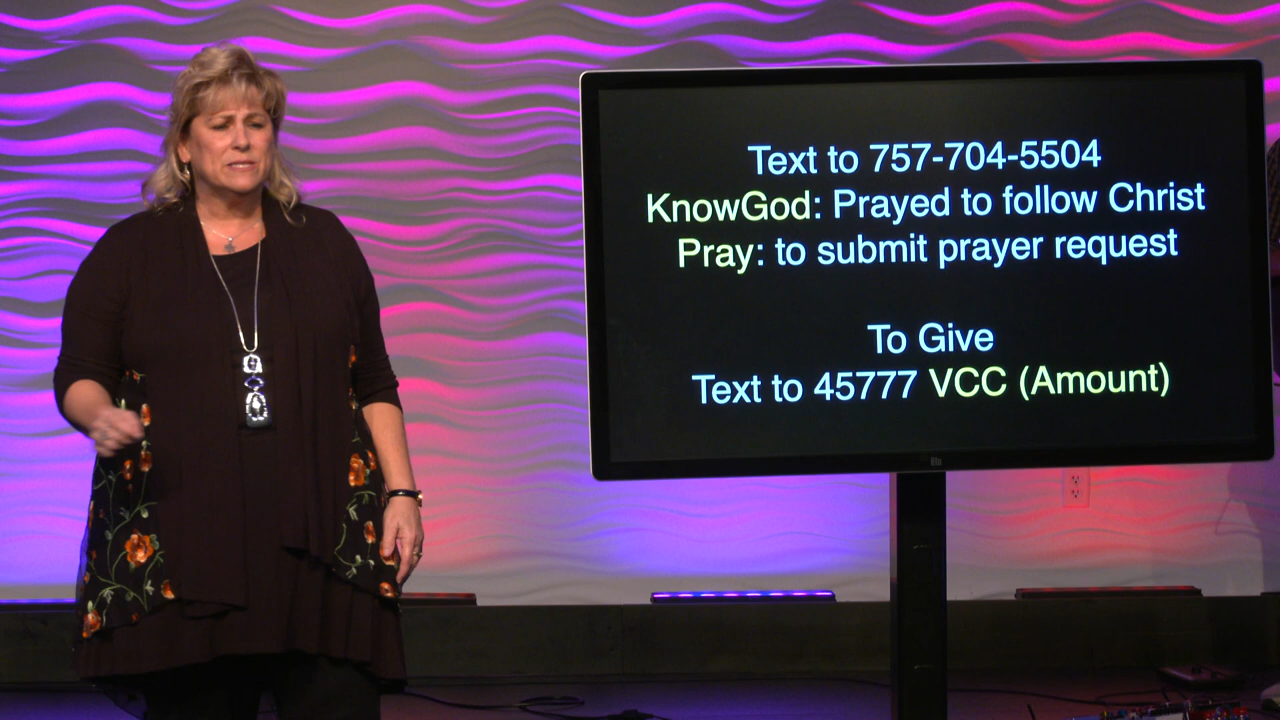 Text to 757-704-5504
KnowGod: Prayed to follow Christ
Pray: to submit prayer request
To Give
Text to 45777 VCC (Amount)
elo